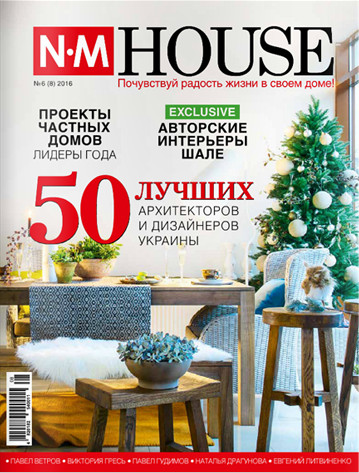 N·M HOUSE
№6 (8) 2016
Почувствуй радость жизни в своем доме!
ПРОЕКТЫ
ЧАСТНЫХ
ДОМОВ
ЛИДЕРЫ ГОДА
EXCLUSIVE
АВТОРСКИЕ
ИНТЕРЬЕРЫ
ШАЛЕ
50 ЛУЧШИХ
АРХИТЕКТОРОВ
И ДИЗАЙНЕРОВ
УКРАИНЫ
• ПАВЕЛ ВЕТРОВ • ВИКТОРИЯ ГРЕСЬ • ПАВЕЛ ГУДИМОВ • НАТАЛЬЯ ДРАГУНОВА • ЕВГЕНИЙ ЛИТВИНЕНКО